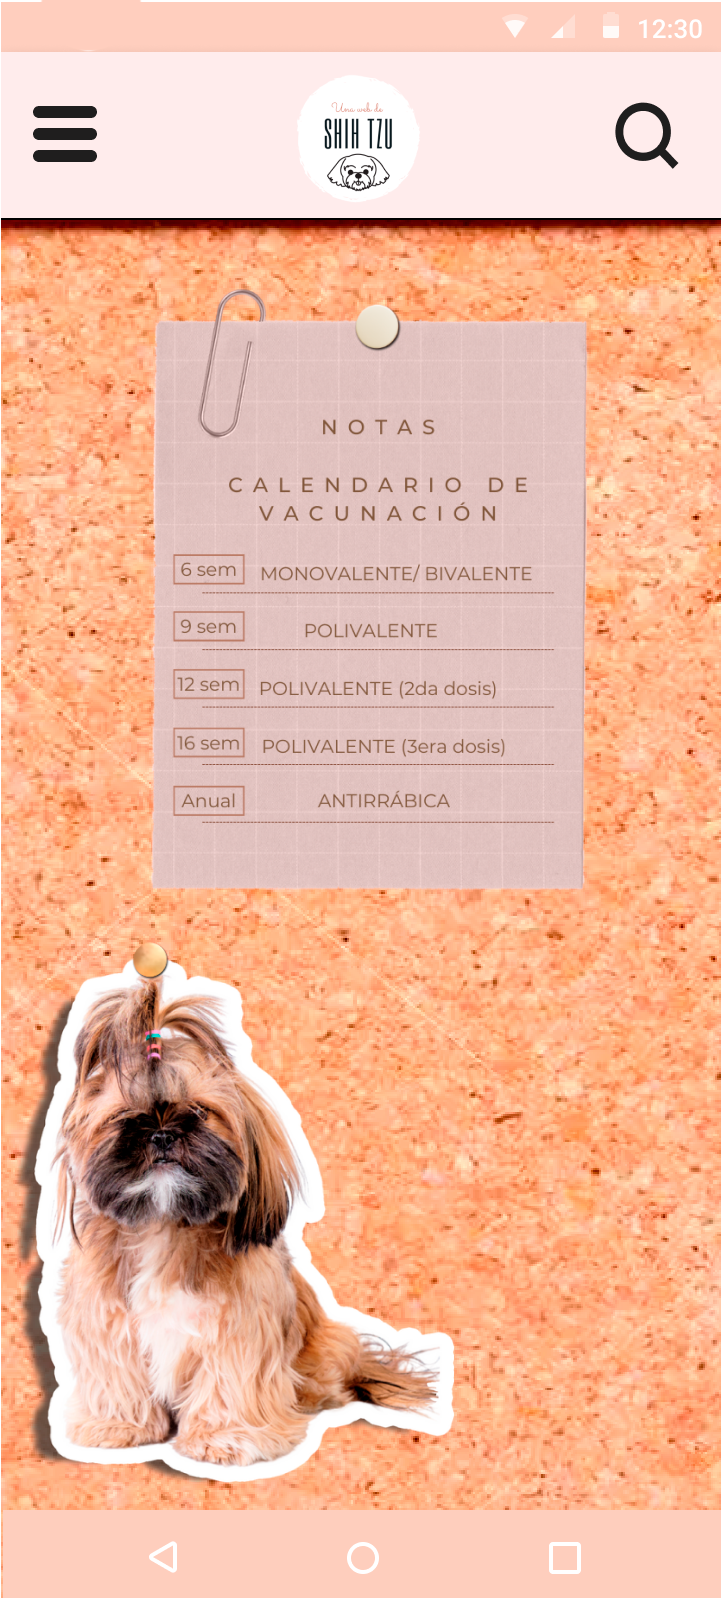 12:30
Una web de
SHIH TZU
NOTAS
CALENDARIO DE
VACUNACIÓN
6 sem MONOVALENTE/ BIVALENTE
9 sem POLIVALENTE
12 sem POLIVALENTE (2da dosis)
16 sem POLIVALENTE (3era dosis)
Anual ANTIRRÁBICA